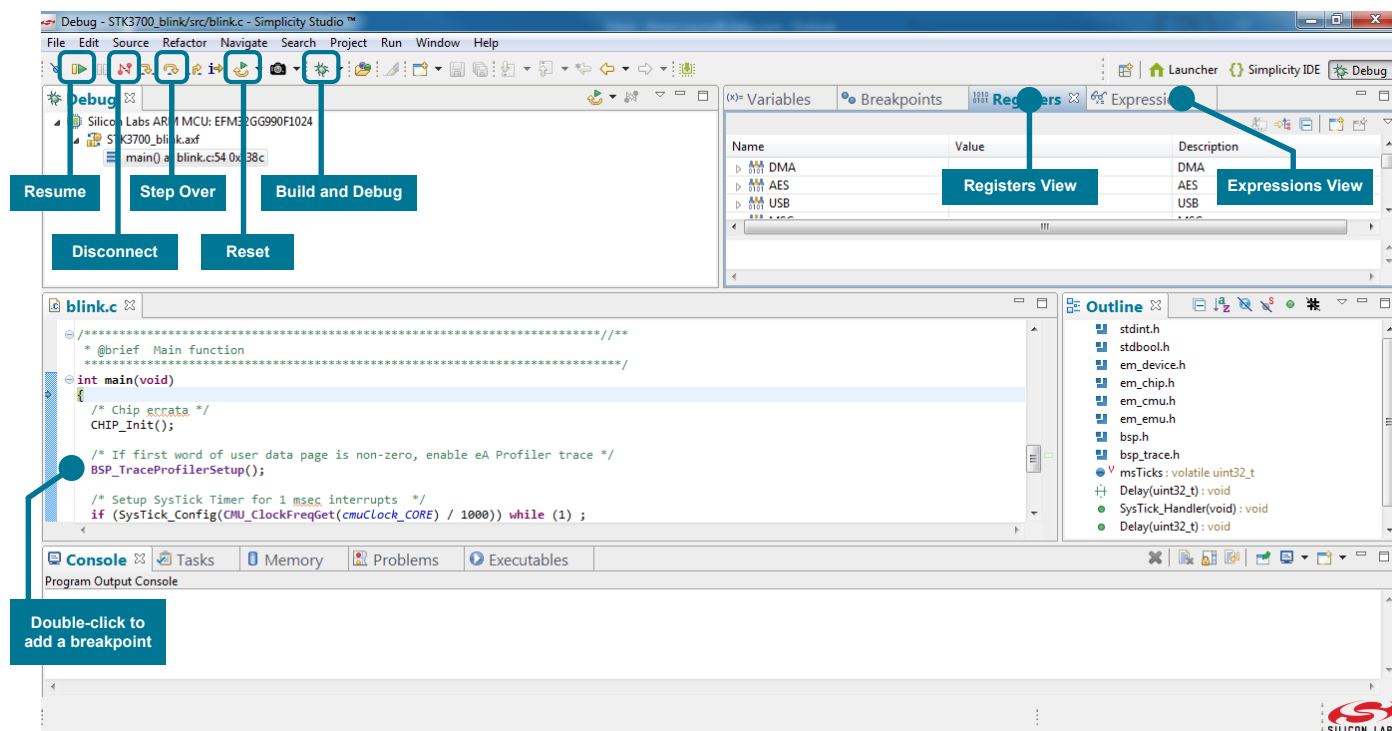 Debug - STK3700_blink/src/blink.c - Simplicity Studio ™
File Edit Source Refactor Navigate Search Project Run Window Help
Launcher {} Simplicity IDE Debug
Debug
Silicon Labs ARM MCU: EFM32GG990F1024
STK3700_blink.axf
main() at blink.c:54
Resume
Step Over
Build and Debug
Disconnect
Reset
(x)= Variables Breakpoints Registers Expressions
Name Value Description
DMA DMA
AES AES
USB USB
Registers View
Expressions View
blink.c
/**************************************************************************//**
* @brief Main function
*****************************************************************************/
int main(void)
{
/* Chip errata */
CHIP_Init();
/* If first word of user data page is non-zero, enable eA Profiler trace */
BSP_TraceProfilerSetup();
/* Setup SysTick Timer for 1 msec interrupts */
if (SysTick_Config(CMU_ClockFreqGet(cmuClock_CORE) / 1000)) while (1) ;
Outline
stdint.h
stdbool.h
em_device.h
em_chip.h
em_cmu.h
em_emu.h
bsp.h
bsp_trace.h
msTicks : volatile uint32_t
Delay(uint32_t) : void
SysTick_Handler(void) : void
Delay(uint32_t) : void
Console Tasks Memory Problems Executables
Program Output Console
Double-click to
add a breakpoint